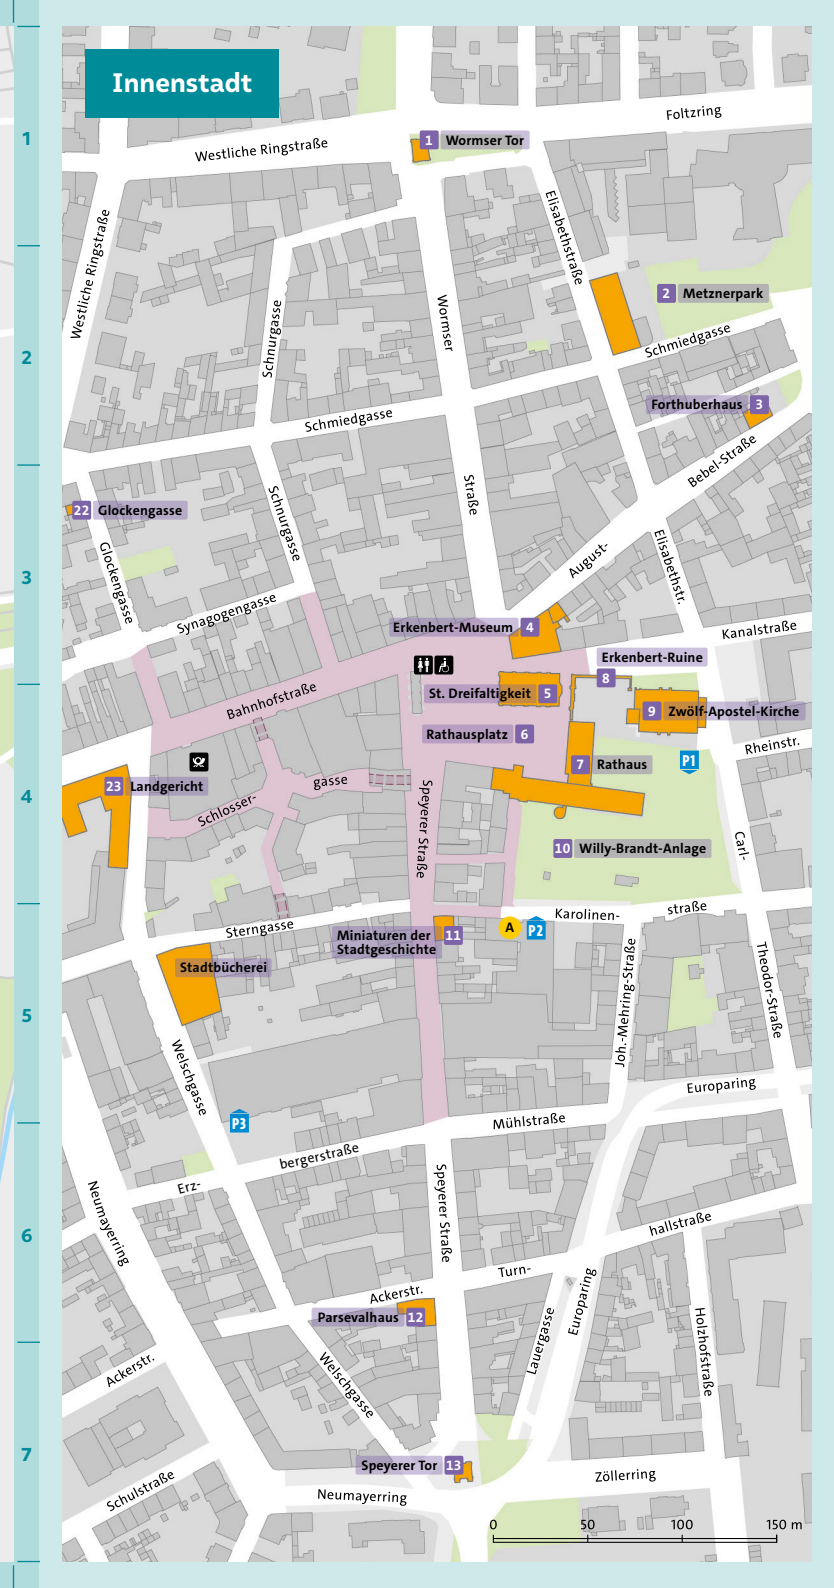 Innenstadt
Foltzring
1
1 Wormser Tor
Westliche Ringstraße
Elisabethstraße
Westliche Ringstraße
2 Metznerpark
Schnurgasse
Wormser
Schmiedgasse
2
Forthuberhaus 3
Schmiedgasse
Bebel-Straße
Schnurgasse
Straße
22 Glockengasse
August-
Elisabethstr.
Glockengasse
3
Synagogengasse
Erkenbert-Museum 4
Kanalstraße
Erkenbert-Ruine
8
Bahnhofstraße
St. Dreifaltigkeit 5
9 Zwölf-Apostel-Kirche
Rathausplatz 6
Rheinstr.
7 Rathaus
P1
23 Landgericht
4
Schlosser-
gasse
Speyerer Straße
10 Willy-Brandt-Anlage
Carl-
Karolinen-
straße
Sterngasse
A
P2
Miniaturen der
Stadtgeschichte
11
Stadtbücherei
Joh.-Mehring-Straße
Theodor-Straße
5
Welschgasse
Europaring
P3
Mühlstraße
bergerstraße
Erz-
Neumayerring
Speyerer Straße
6
hallstraße
Turn-
Ackerstr.
Europaring
Parsevalhaus 12
Lauergasse
Holzhofstraße
Ackerstr.
Welschgasse
7
Speyerer Tor 13
Zöllerring
Schulstraße
Neumayerring
0 50 100 150 m